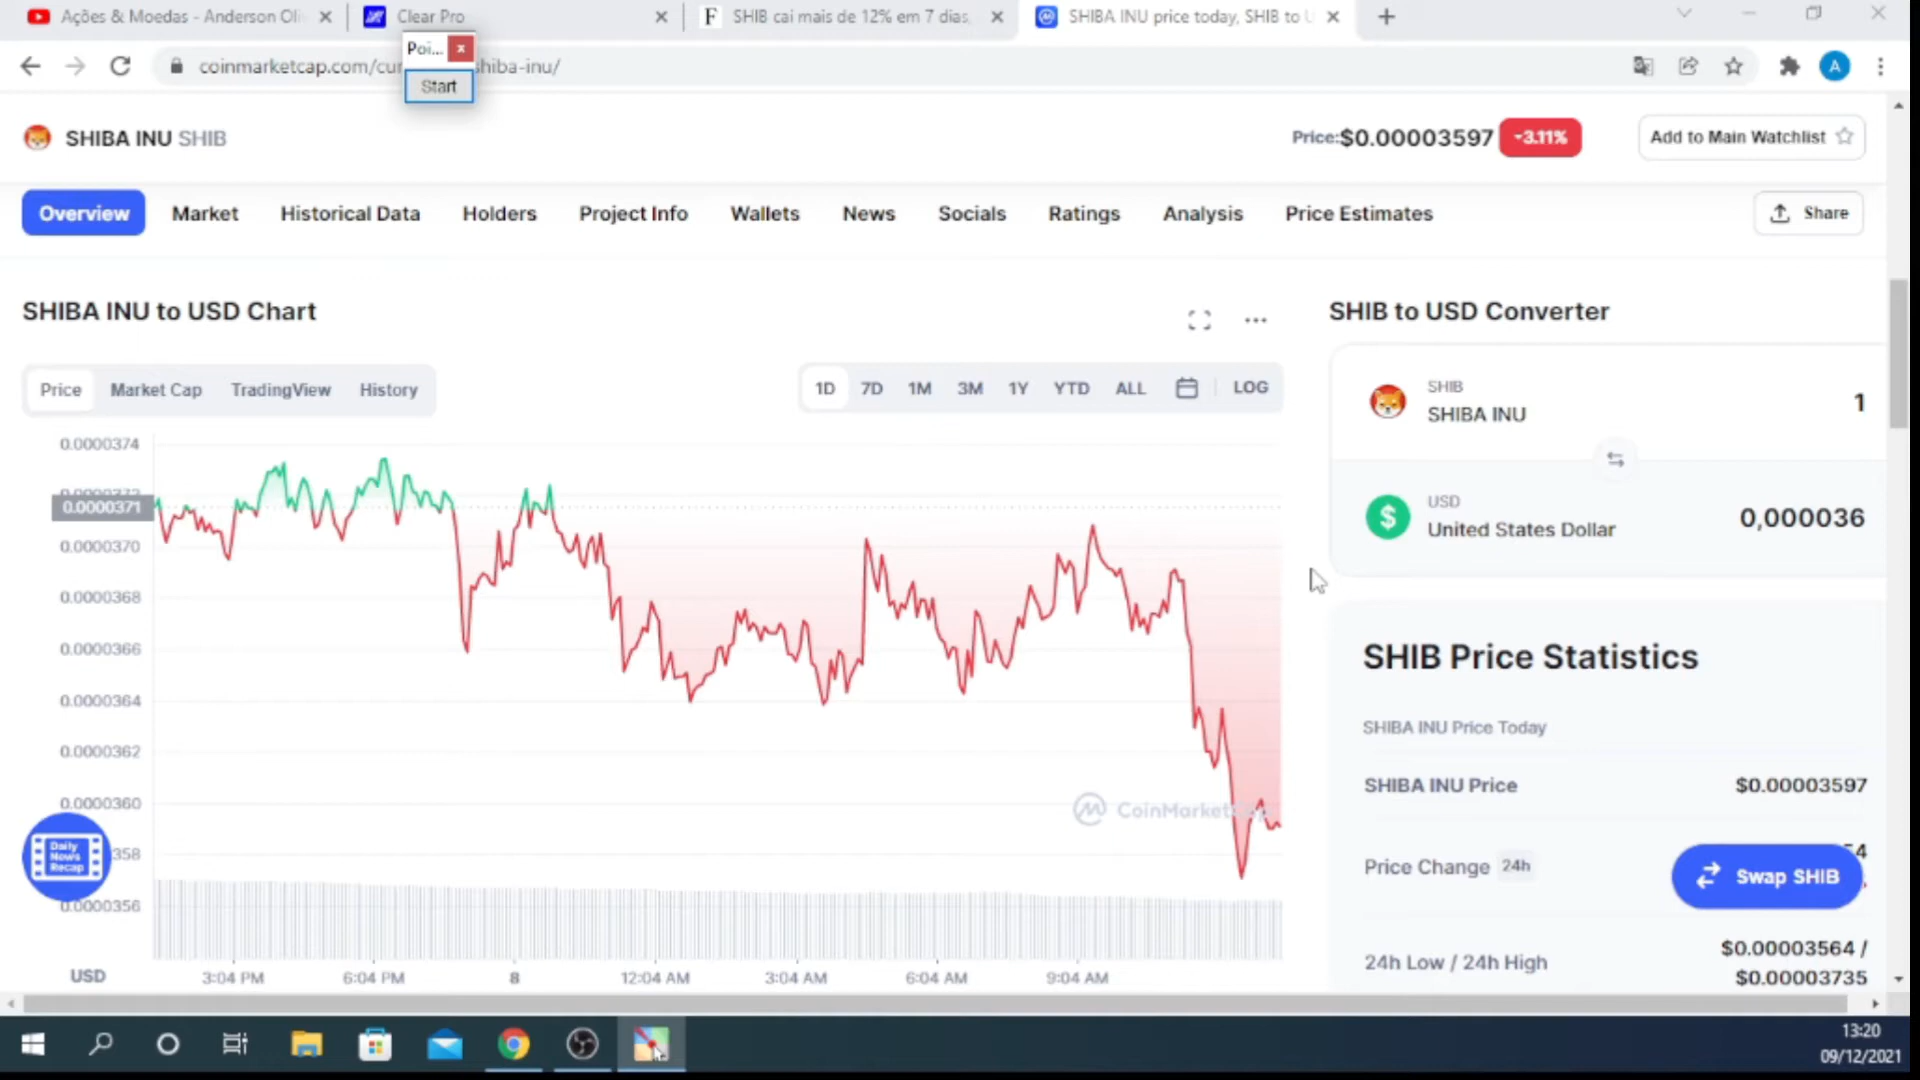 Ações & Moedas - Anderson Oli
Clear Pro
SHIB cai mais de 12% em 7 dias,
SHIBA INU price today, SHIB to U
Poi...
Start
coinmarketcap.com/cur
shiba-inu/
A
SHIBA INU SHIB
Price:$0.00003597
-3.11%
Add to Main Watchlist
Overview
Market
Historical Data
Holders
Project Info
Wallets
News
Socials
Ratings
Analysis
Price Estimates
Share
SHIBA INU to USD Chart
Price
Market Cap
TradingView
History
1D
7D
1M
3M
1Y
YTD
ALL
LOG
0.0000374
0.0000371
0.0000370
0.0000368
0.0000366
0.0000364
0.0000362
0.0000360
358
0.0000356
CoinMarket
Daily
News
Recap
USD
3:04 PM
6:04 PM
8
12:04 AM
3:04 AM
6:04 AM
9:04 AM
SHIB to USD Converter
SHIB
SHIBA INU
1
USD
United States Dollar
0,000036
SHIB Price Statistics
SHIBA INU Price Today
SHIBA INU Price
$0.00003597
Price Change 24h
Swap SHIB
24h Low / 24h High
$0.00003564 /
$0.00003735
13:20
09/12/2021